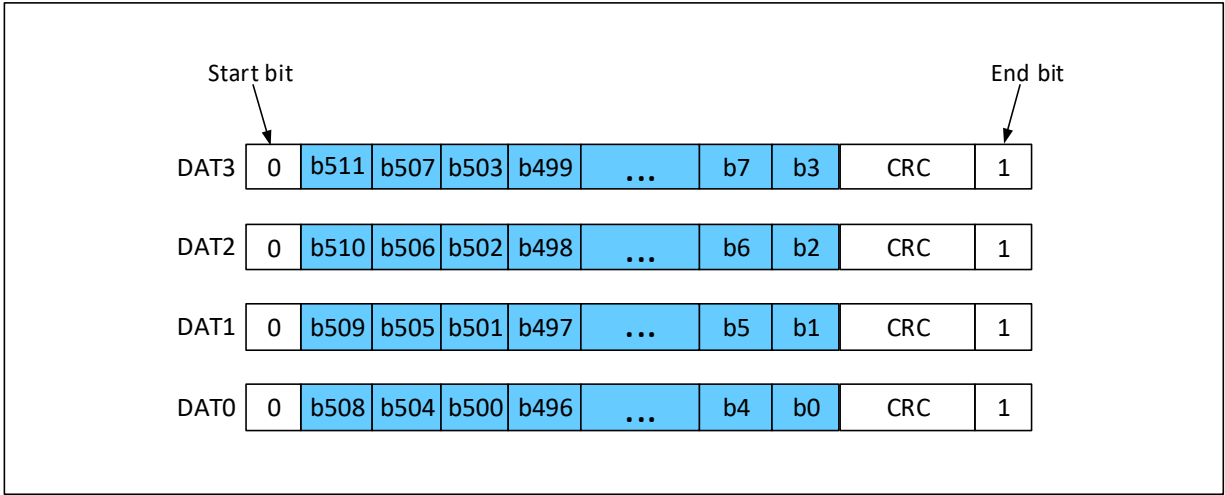 Start bit End bit
DAT3 0 b511 b507 b503 b499 ... b7 b3 CRC 1
DAT2 0 b510 b506 b502 b498 ... b6 b2 CRC 1
DAT1 0 b509 b505 b501 b497 ... b5 b1 CRC 1
DAT0 0 b508 b504 b500 b496 ... b4 b0 CRC 1